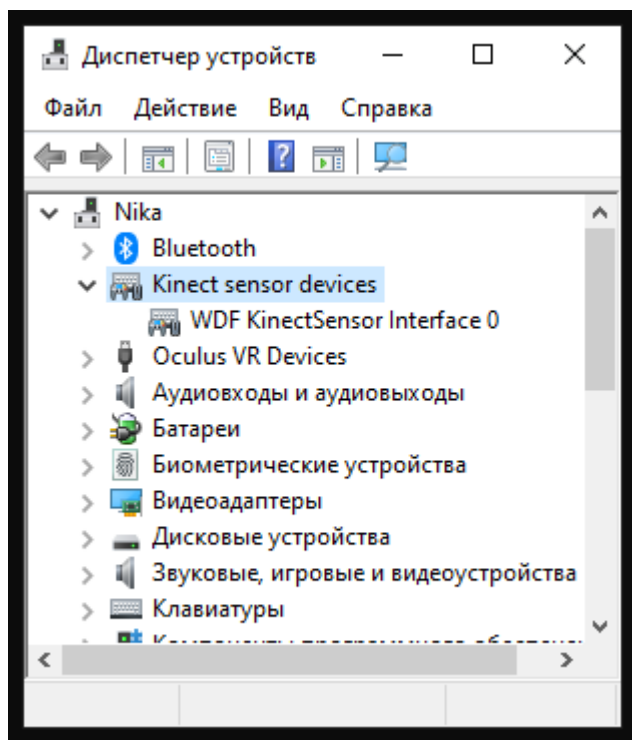 Диспетчер устройств
Файл Действие Вид Справка
Nika
Bluetooth
Kinect sensor devices
WDF KinectSensor Interface 0
Oculus VR Devices
Аудиовходы и аудиовыходы
Батареи
Биометрические устройства
Видеоадаптеры
Дисковые устройства
Звуковые, игровые и видеоустройства
Клавиатуры